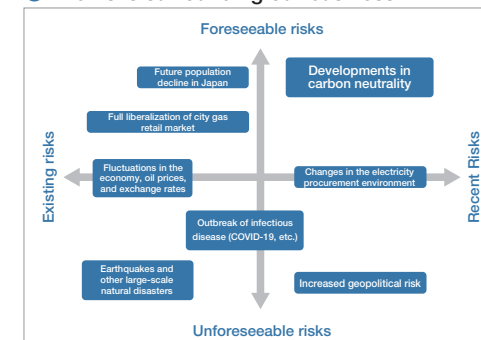 Foreseeable risks
Future population
decline in Japan
Developments in
carbon neutrality
Full liberalization of city gas
retail market
Existing risks
Fluctuations in the
economy, oil prices,
and exchange rates
Changes in the electricity
procurement environment
Recent Risks
Outbreak of infectious
disease (COVID-19, etc.)
Earthquakes and
other large-scale
natural disasters
Increased geopolitical risk
Unforeseeable risks